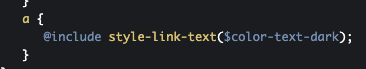 }
a {
@include style-link-text($color-text-dark);
}